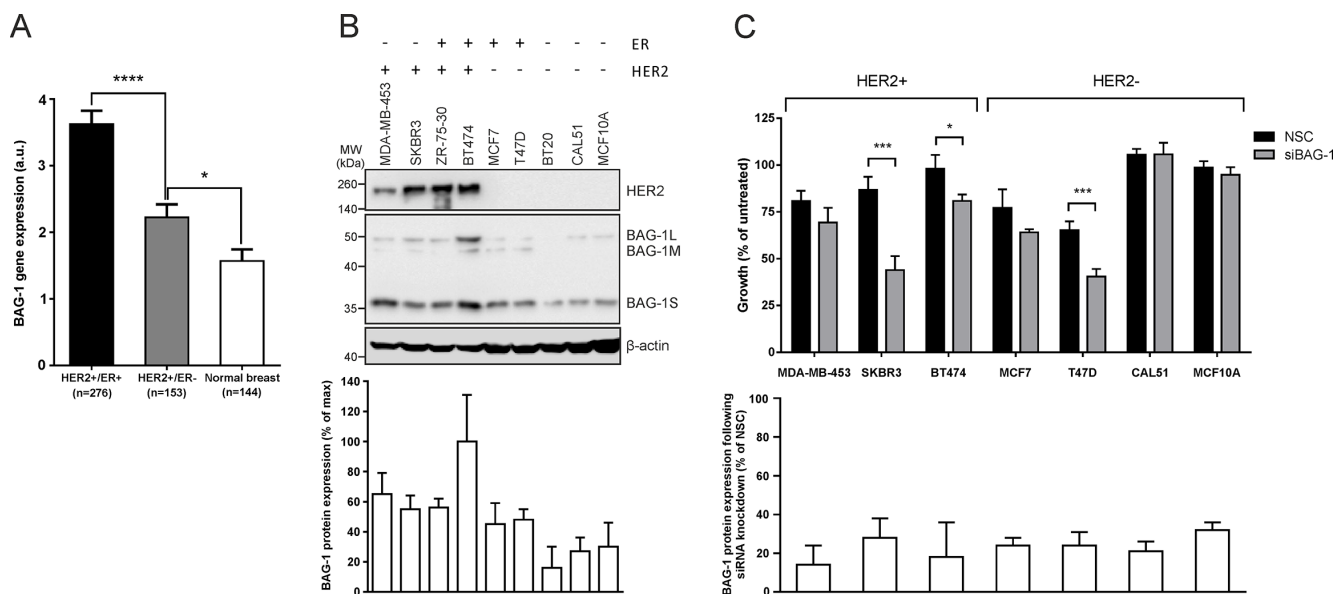 A
BAG-1 gene expression (a.u.)
4
3
2
1
0
****
*
HER2+/ER+
(n=276)
HER2+/ER-
(n=153)
Normal breast
(n=144)
B
- - + + + + - - - ER
+ + + + - - - - - HER2
MW
(kDa)
MDA-MB-453
SKBR3
ZR-75-30
BT474
MCF7
T47D
BT20
CAL51
MCF10A
260
140
HER2
50
40
35
BAG-1L
BAG-1M
BAG-1S
40
β-actin
BAG-1 protein expression (% of max)
140
120
100
80
60
40
20
0
C
HER2+
HER2-
NSC
siBAG-1
Growth (% of untreated)
125
100
75
50
25
0
***
*
***
MDA-MB-453
SKBR3
BT474
MCF7
T47D
CAL51
MCF10A
BAG-1 protein expression following
siRNA knockdown (% of NSC)
100
80
60
40
20
0